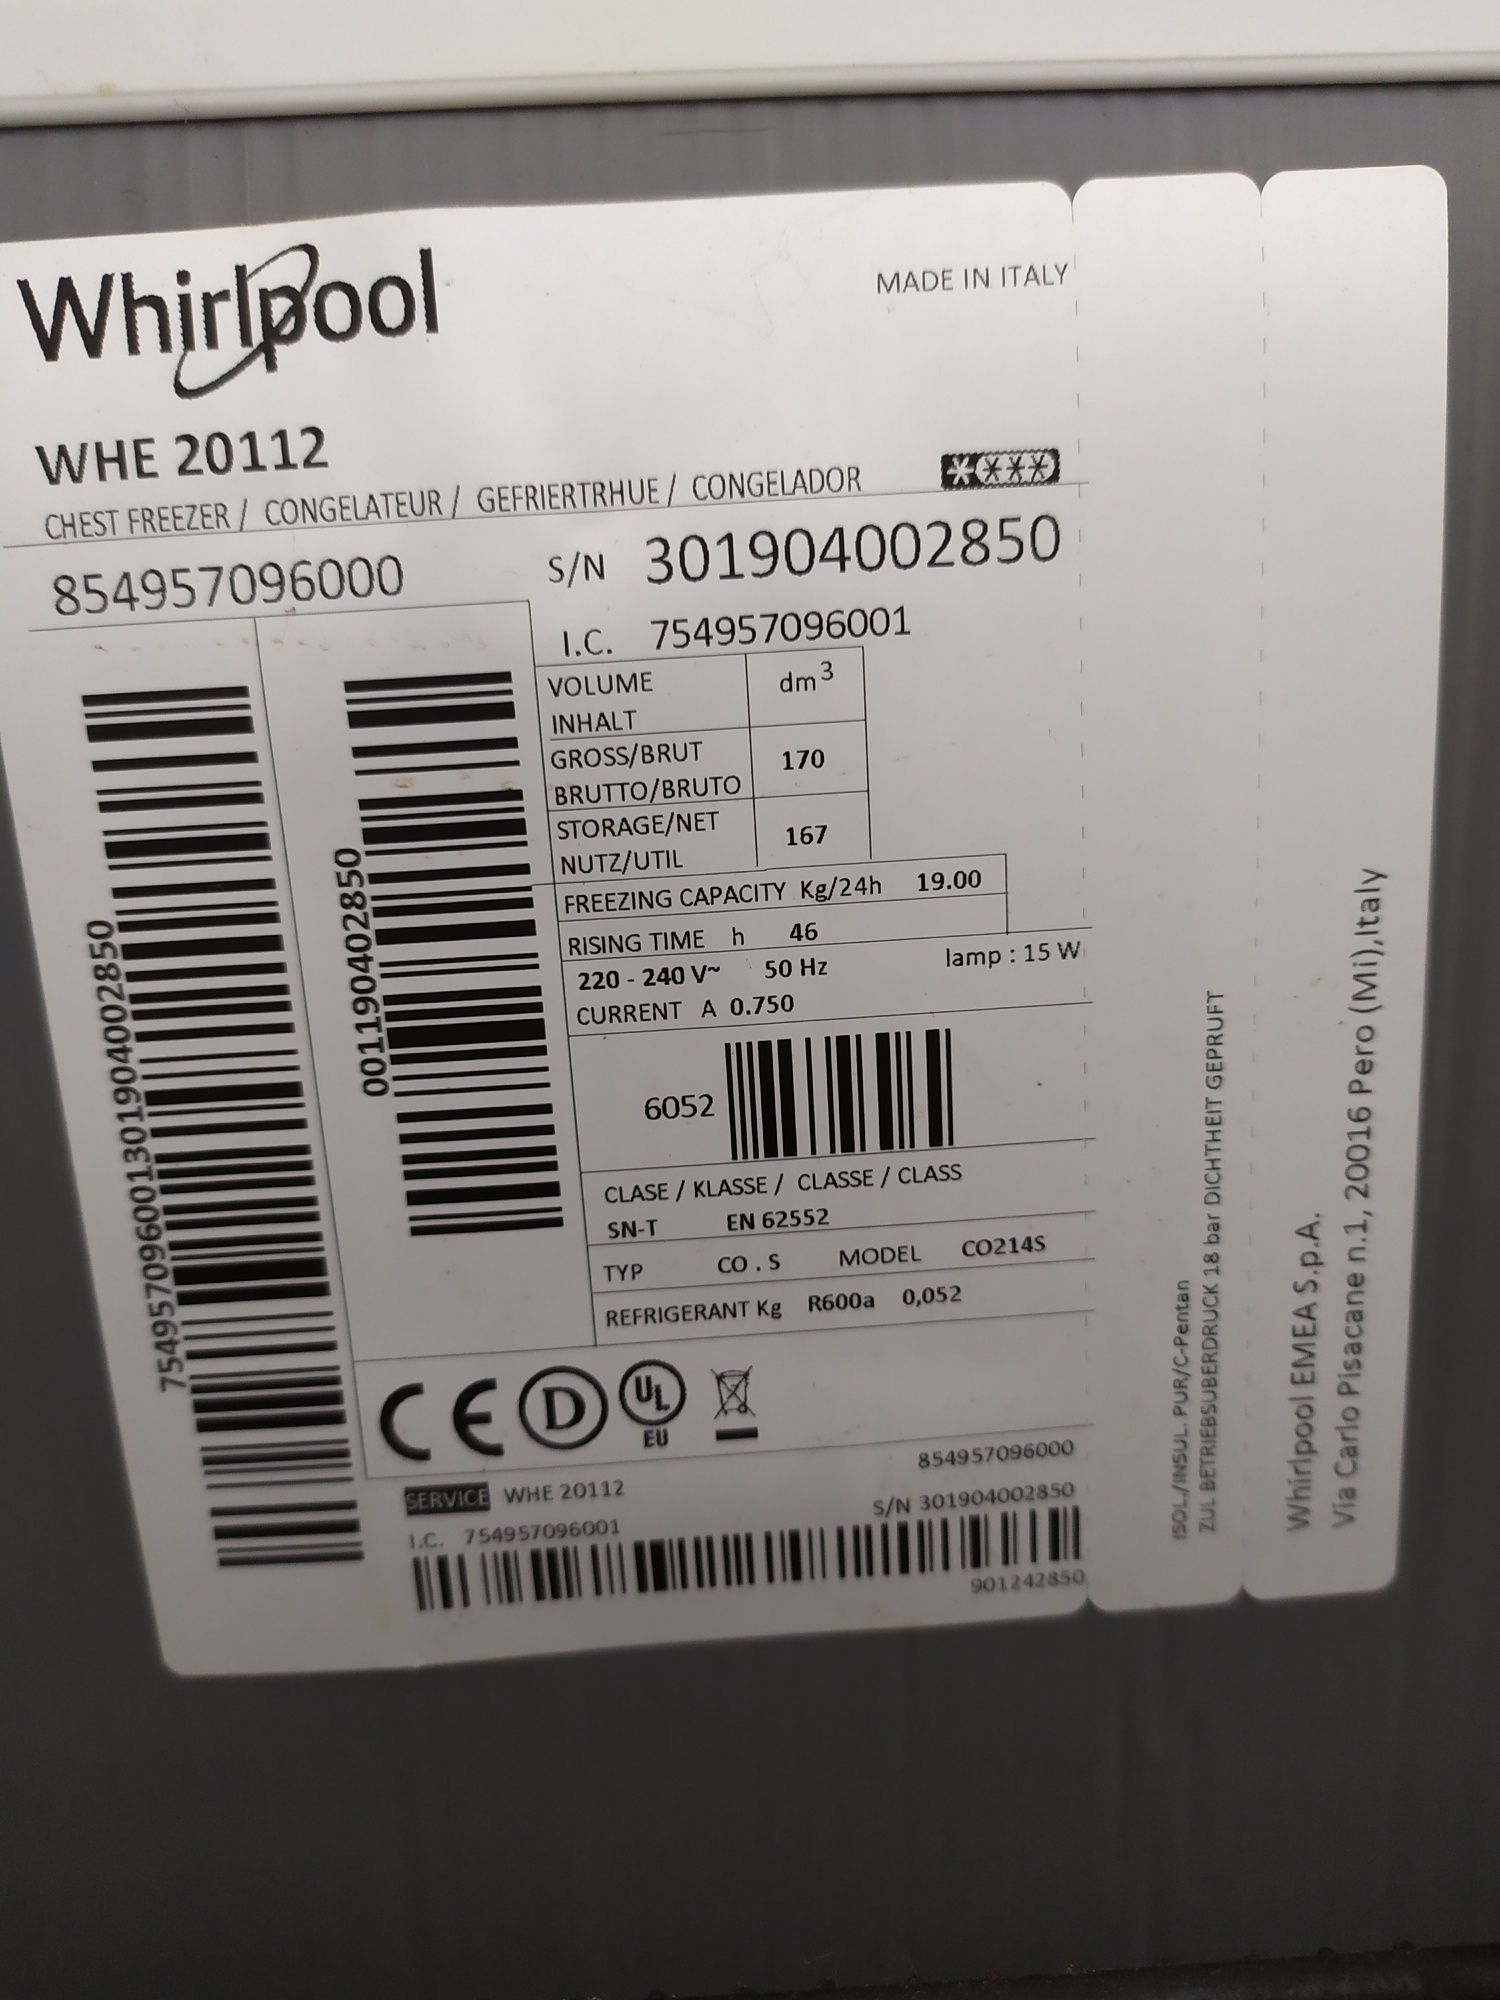 Whirlpool
MADE IN ITALY
WHE 20112
CHEST FREEZER / CONGELATEUR / GEFRIERTRHUE / CONGELADOR
854957096000
S/N 301904002850
I.C. 754957096001
VOLUME dm³
INHALT
GROSS/BRUT 170
BRUTTO/BRUTO
STORAGE/NET 167
NUTZ/UTIL
FREEZING CAPACITY Kg/24h 19.00
RISING TIME h 46
220 - 240 V~ 50 Hz lamp : 15 W
CURRENT A 0.750
6052
CLASE / KLASSE / CLASSE / CLASS
SN-T EN 62552
TYP CO . S MODEL CO214S
REFRIGERANT Kg R600a 0,052
754957096001301904002850
001190402850
CE D UL
EU
854957096000
SERVICE WHE 20112
S/N 301904002850
I.C. 754957096001
901242850
ISOL./INSUL. PUR/C-Pentan
ZUL BETRIEBSUBERDRUCK 18 bar DICHTHEIT GEPRUFT
Whirlpool EMEA S.p.A.
Via Carlo Pisacane n.1, 20016 Pero (Mi),Italy